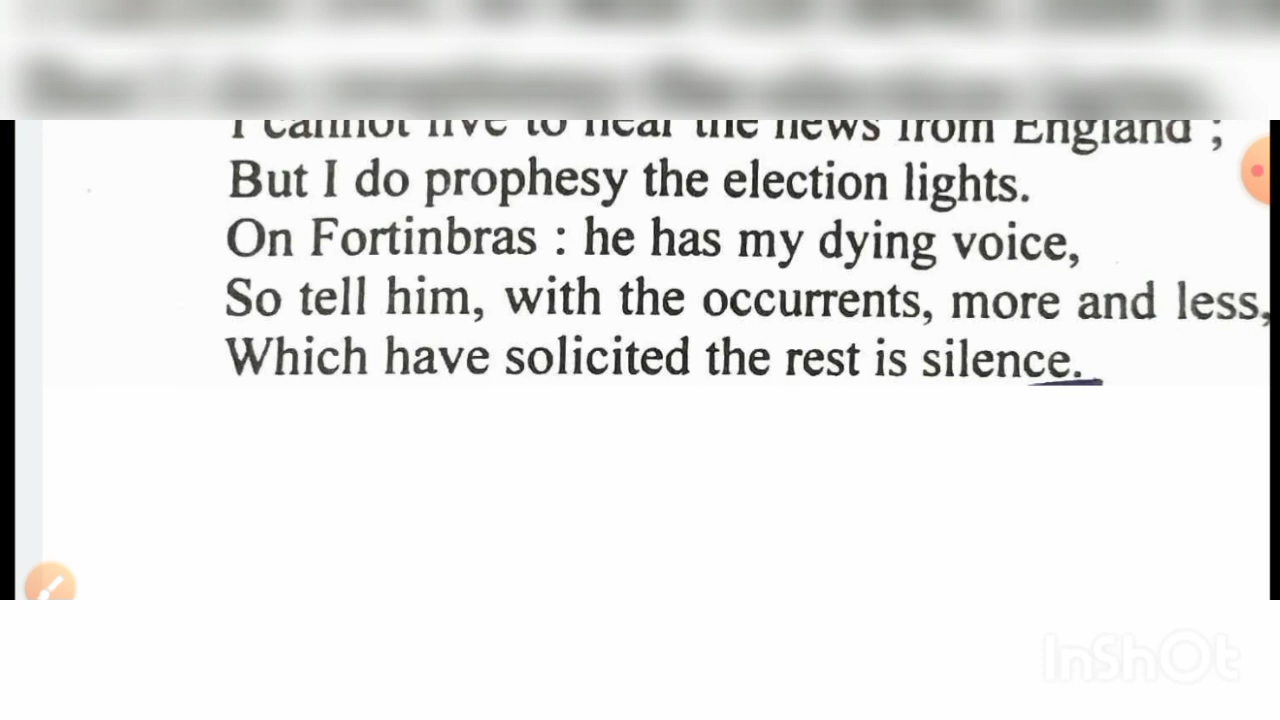 I cannot live to hear the news from England ;
But I do prophesy the election lights.
On Fortinbras : he has my dying voice,
So tell him, with the occurrents, more and less,
Which have solicited the rest is silence.
InShOt